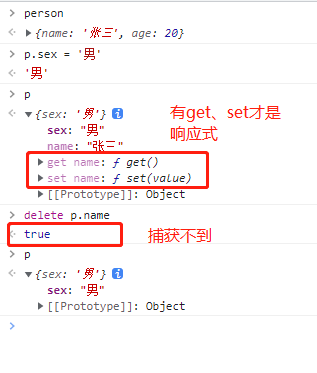 person
{name: '张三', age: 20}
p.sex = '男'
'男'
p
{sex: '男'} i
sex: "男"
name: "张三"
get name: ƒ get()
set name: ƒ set(value)
[[Prototype]]: Object
有get、set才是
响应式
delete p.name
true
捕获不到
p
{sex: '男'} i
sex: "男"
[[Prototype]]: Object